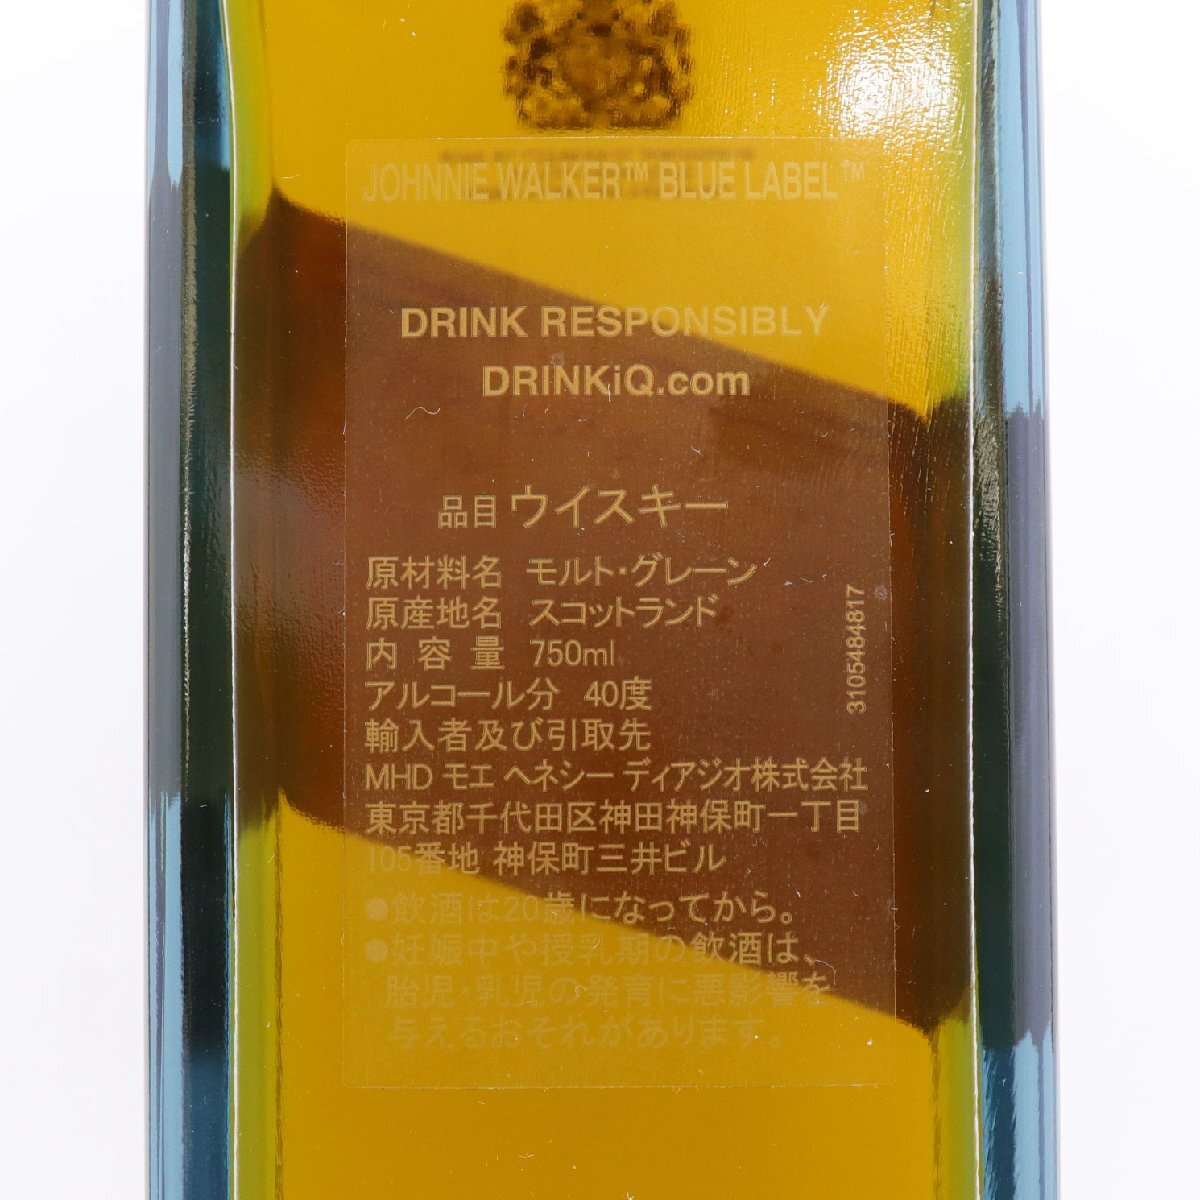 JOHNNIE WALKER™ BLUE LABEL™
DRINK RESPONSIBLY
DRINKiQ.com
品目 ウイスキー
原材料名 モルト・グレーン
原産地名 スコットランド
内容量 750ml
アルコール分 40度
輸入者及び引取先
MHD モエ ヘネシー ディアジオ株式会社
東京都千代田区神田神保町一丁目
105番地 神保町三井ビル
●飲酒は20歳になってから。
●妊娠中や授乳期の飲酒は、
胎児・乳児の発育に悪影響を
与えるおそれがあります。
3105484817